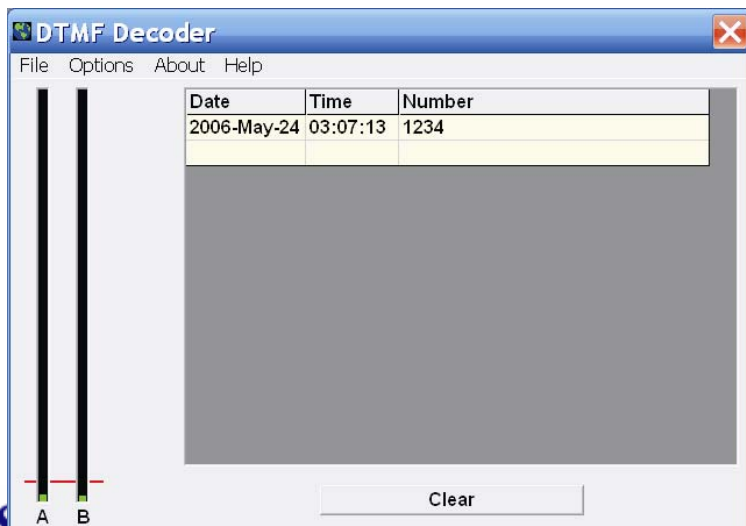 DTMF Decoder
File Options About Help
Date Time Number
2006-May-24 03:07:13 1234
Clear
A B